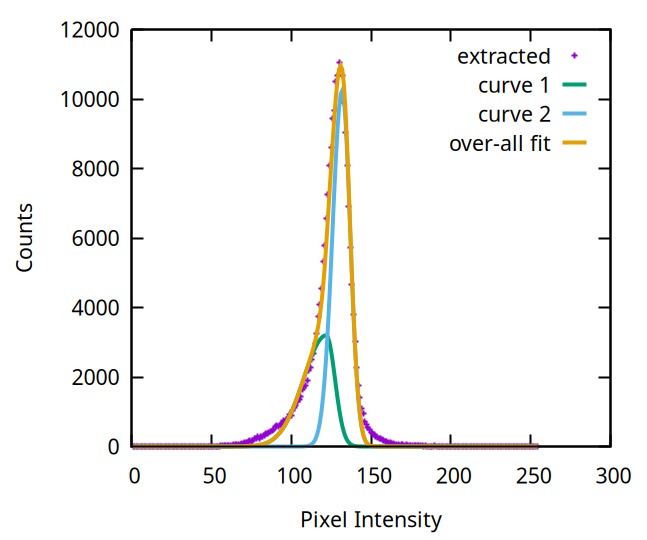 12000
10000
8000
6000
4000
2000
0
0 50 100 150 200 250 300
Counts
Pixel Intensity
extracted
curve 1
curve 2
over-all fit